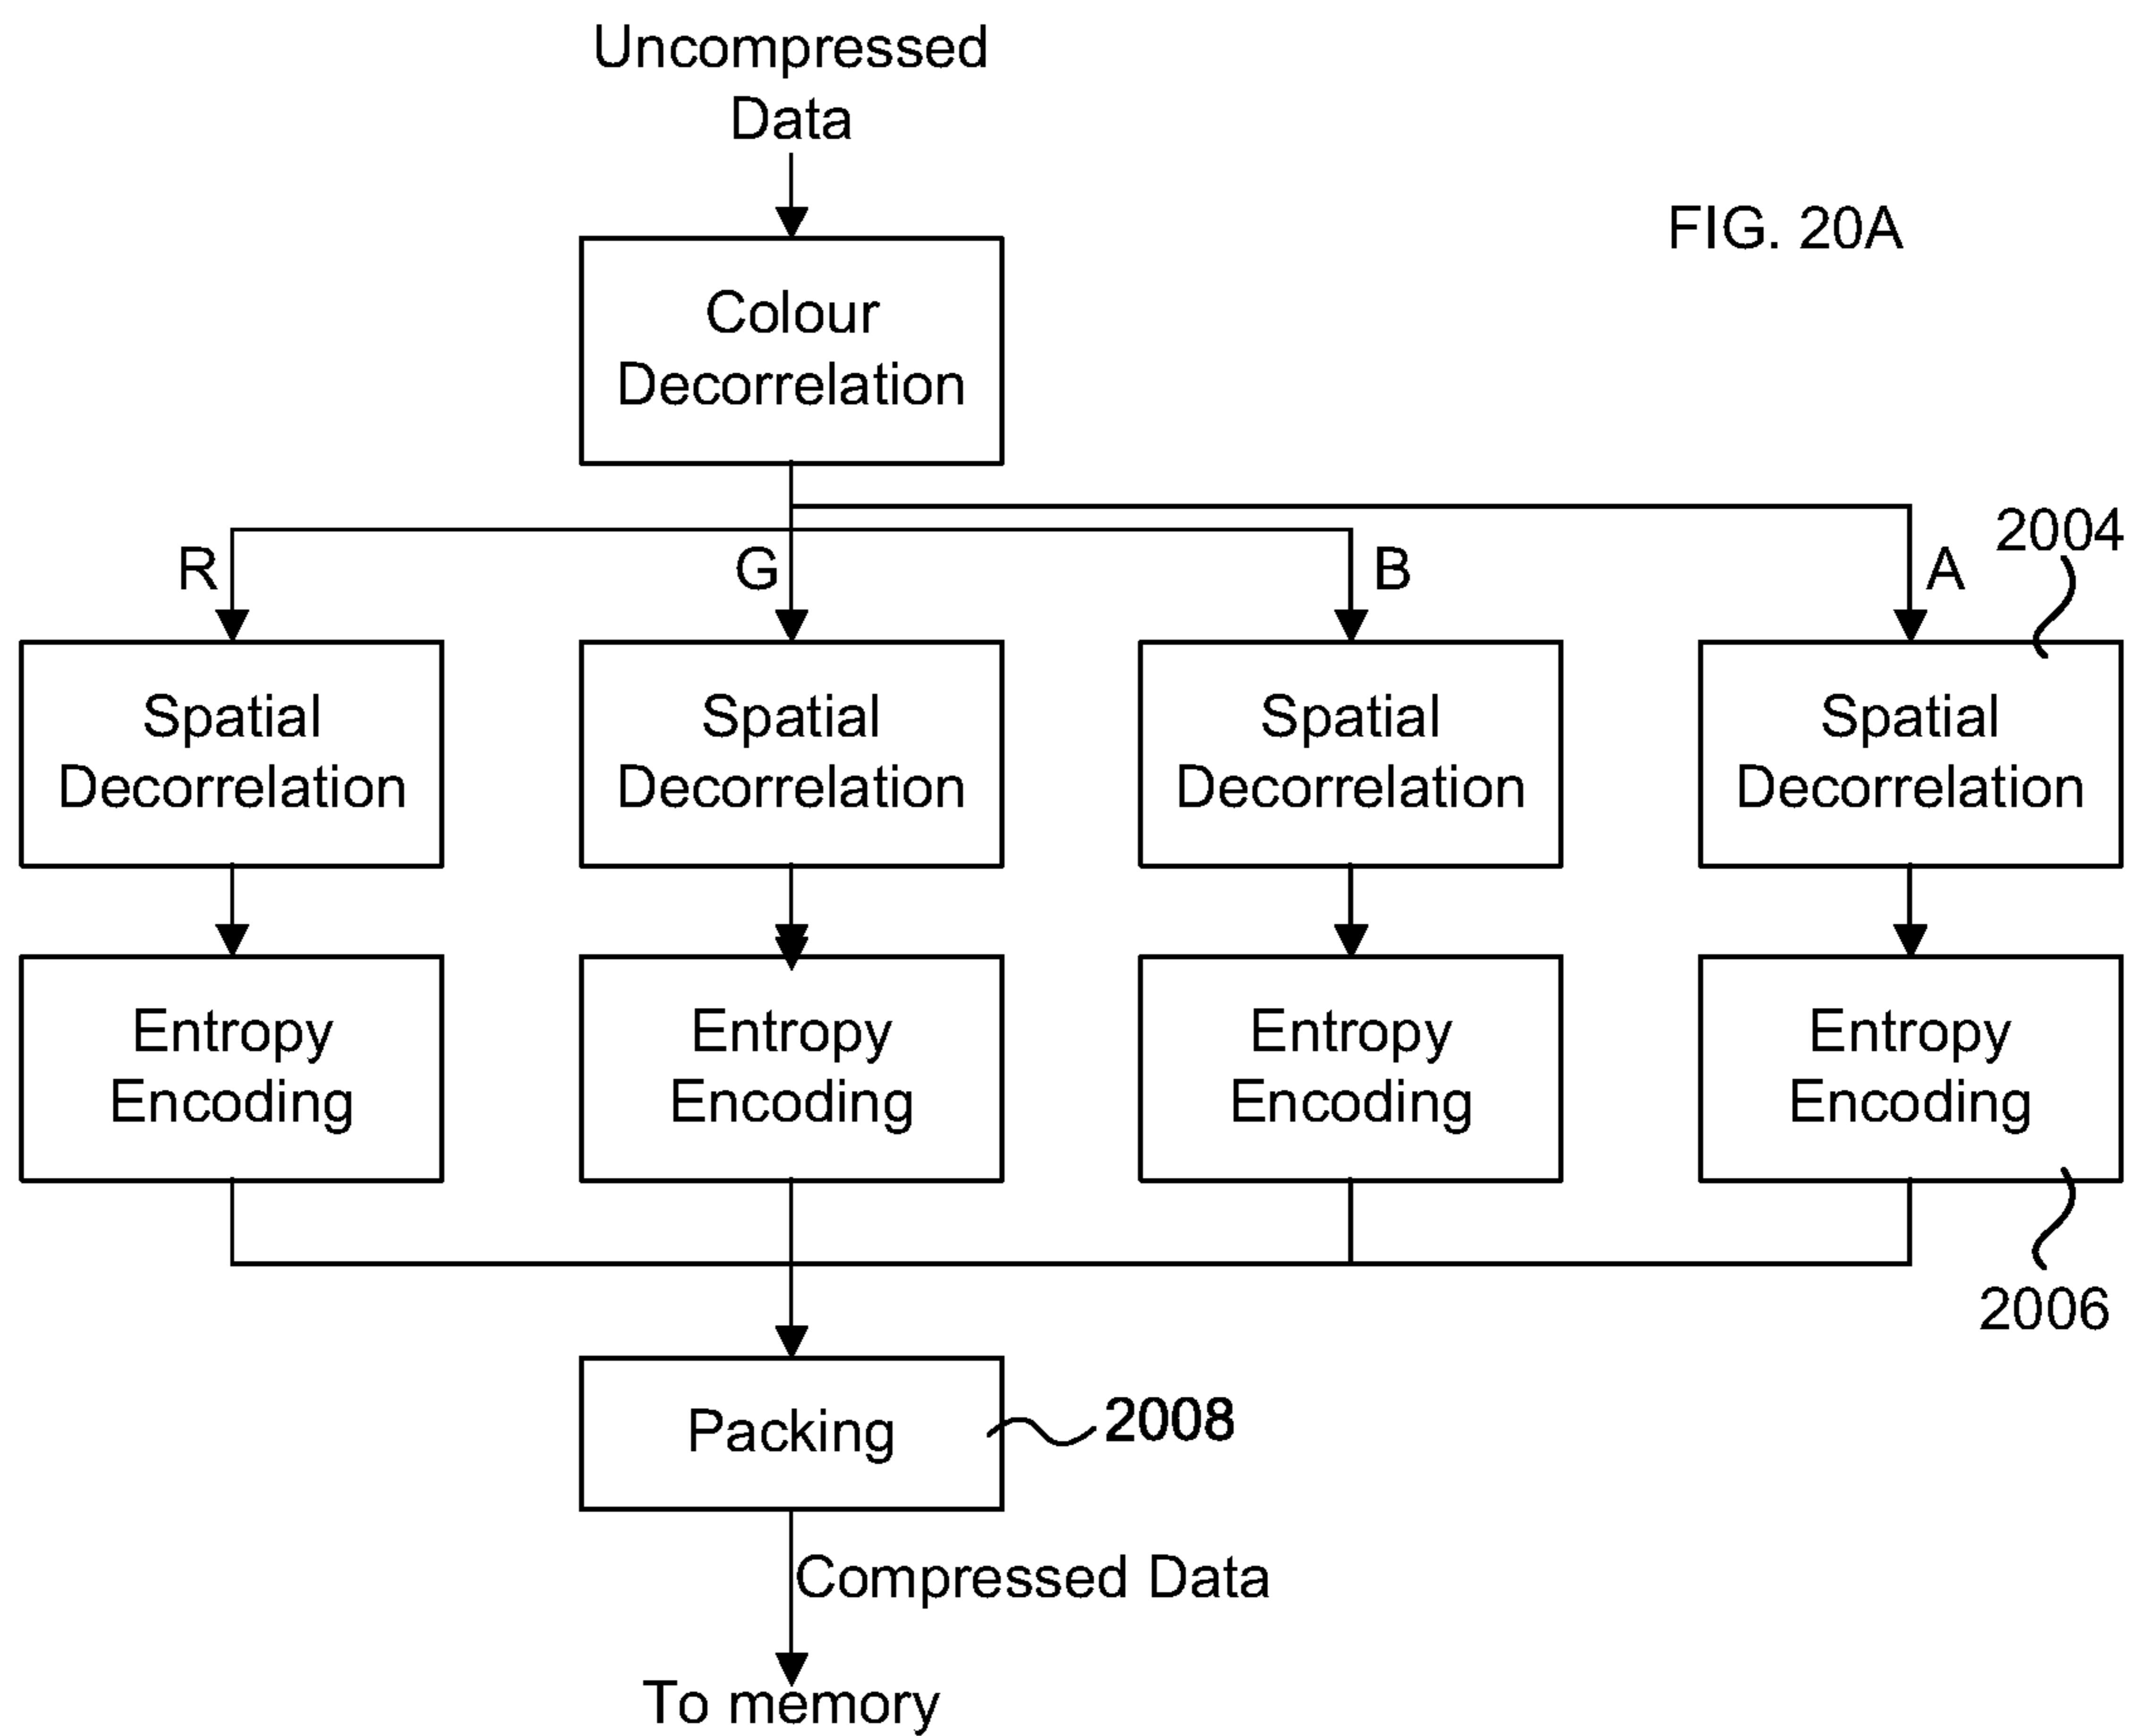 Uncompressed
Data
FIG. 20A
Colour
Decorrelation
R
G
B
A
2004
Spatial
Decorrelation
Spatial
Decorrelation
Spatial
Decorrelation
Spatial
Decorrelation
Entropy
Encoding
Entropy
Encoding
Entropy
Encoding
Entropy
Encoding
2006
Packing
2008
Compressed Data
To memory